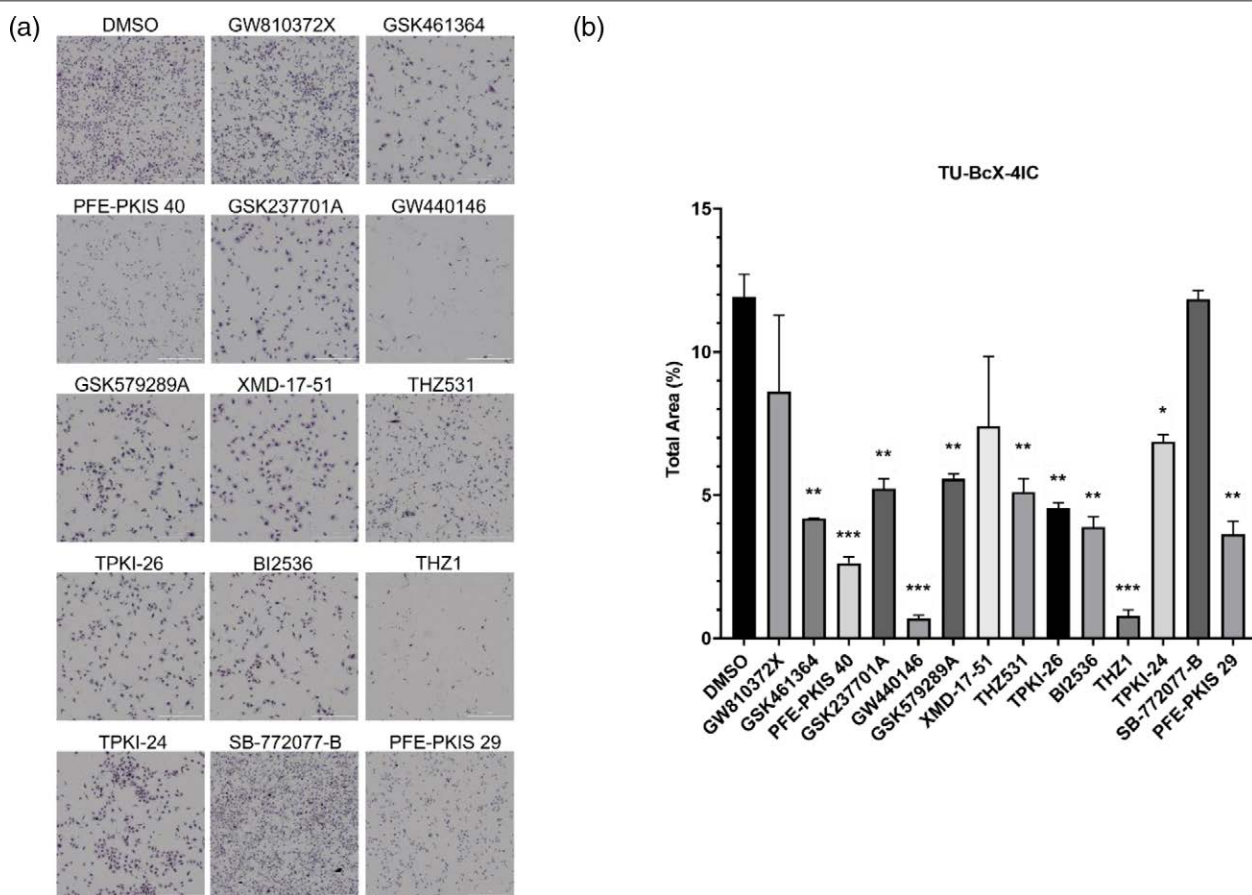 (a)
DMSO GW810372X GSK461364
PFE-PKIS 40 GSK237701A GW440146
GSK579289A XMD-17-51 THZ531
TPKI-26 BI2536 THZ1
TPKI-24 SB-772077-B PFE-PKIS 29
(b)
TU-BcX-4IC
Total Area (%)
15
10
5
0
** *** ** *** ** ** ** ** *** * **
DMSO
GW810372X
GSK461364
PFE-PKIS 40
GSK237701A
GW440146
GSK579289A
XMD-17-51
THZ531
TPKI-26
BI2536
THZ1
TPKI-24
SB-772077-B
PFE-PKIS 29